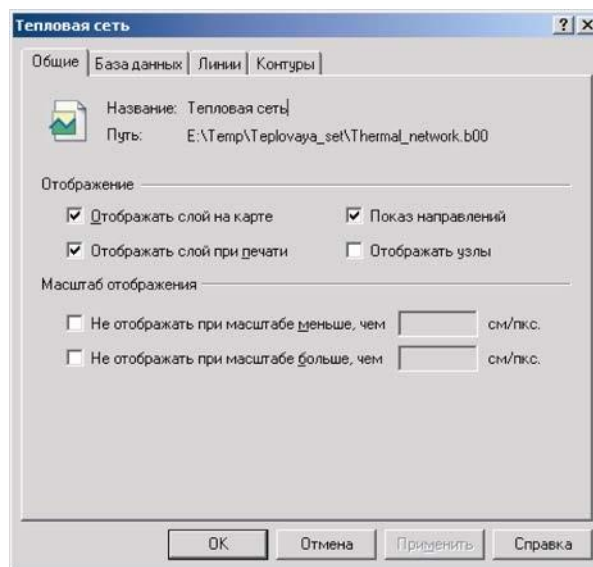 Тепловая сеть
Общие База данных Линии Контуры
Название: Тепловая сеть
Путь: E:\Temp\Teplovaya_set\Thermal_network.b00
Отображение
Отображать слой на карте Показ направлений
Отображать слой при печати Отображать узлы
Масштаб отображения
Не отображать при масштабе меньше, чем см/пкс.
Не отображать при масштабе больше, чем см/пкс.
OK Отмена Применить Справка